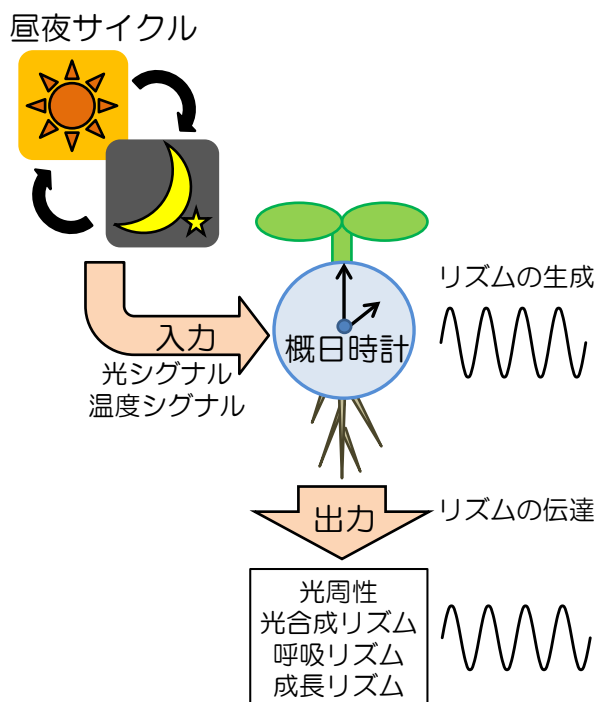 昼夜サイクル
リズムの生成
入力
概日時計
光シグナル
温度シグナル
出力
リズムの伝達
光周性
光合成リズム
呼吸リズム
成長リズム